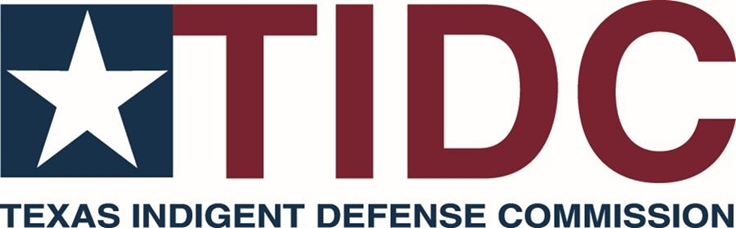 TIDC
TEXAS INDIGENT DEFENSE COMMISSION